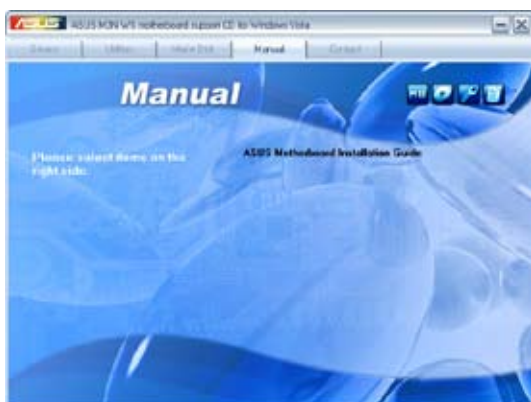 ASUS M3N WS motherboard support CD for Windows Vista
Drivers Utilities Make Disk Manual Contact
Manual
Please select items on the right side.
ASUS Motherboard Installation Guide